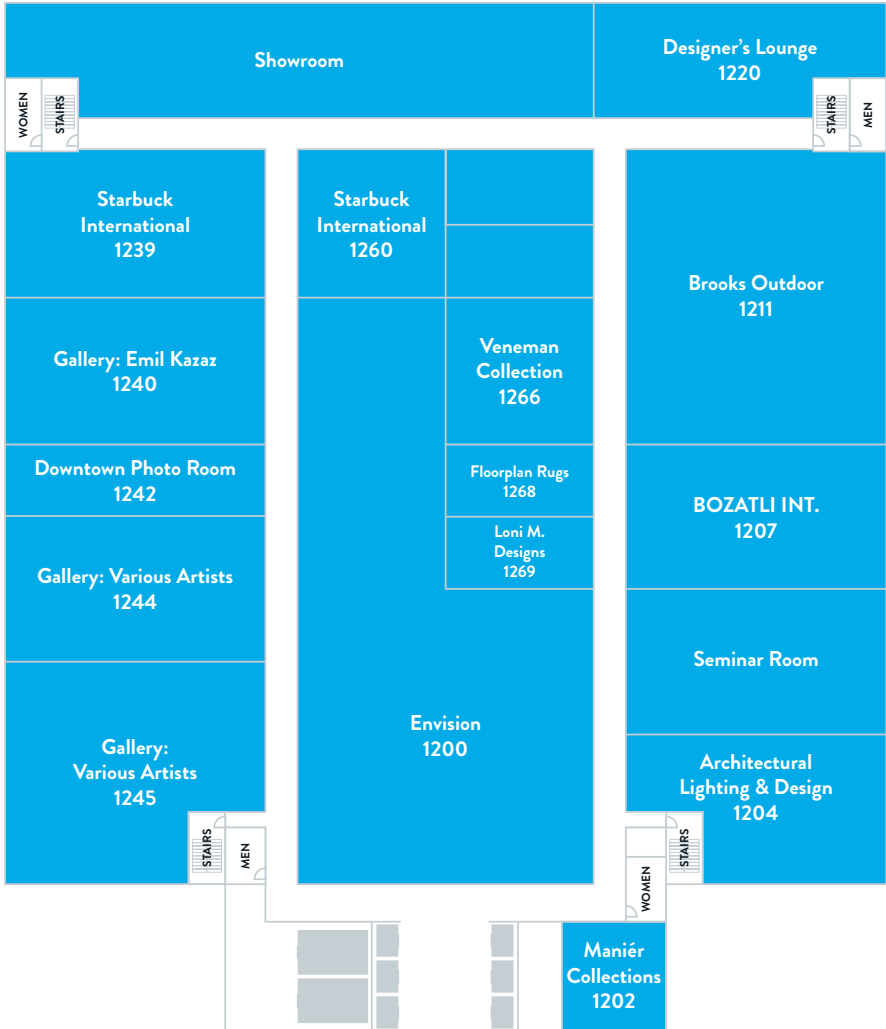 Showroom
Designer’s Lounge
1220
WOMEN
STAIRS
STAIRS
MEN
Starbuck
International
1239
Starbuck
International
1260
Brooks Outdoor
1211
Gallery: Emil Kazaz
1240
Veneman
Collection
1266
Downtown Photo Room
1242
Floorplan Rugs
1268
BOZATLI INT.
1207
Loni M.
Designs
1269
Gallery: Various Artists
1244
Seminar Room
Envision
1200
Gallery:
Various Artists
1245
Architectural
Lighting & Design
1204
STAIRS
MEN
WOMEN
STAIRS
Maniér
Collections
1202